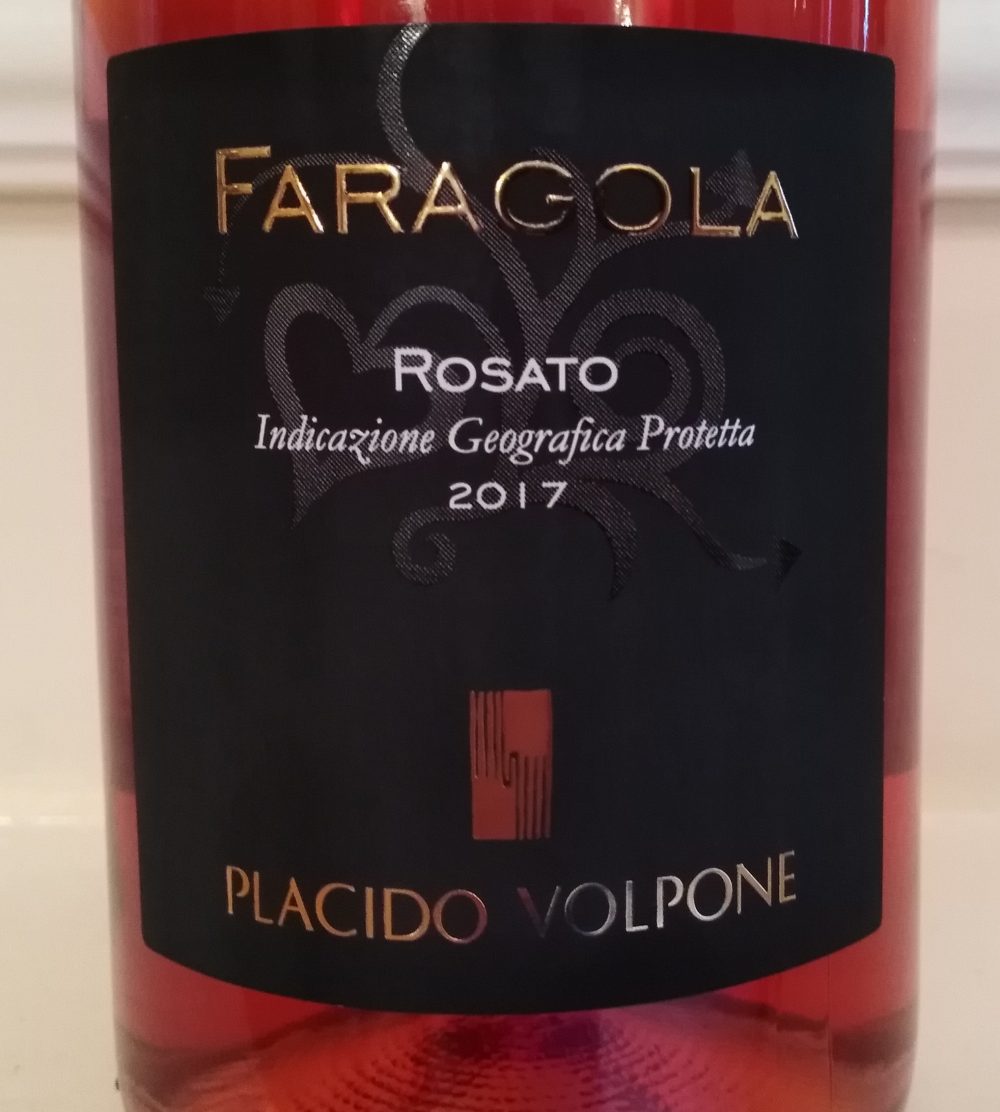 FARAGOLA
ROSATO
Indicazione Geografica Protetta
2017
PLACIDO VOLPONE